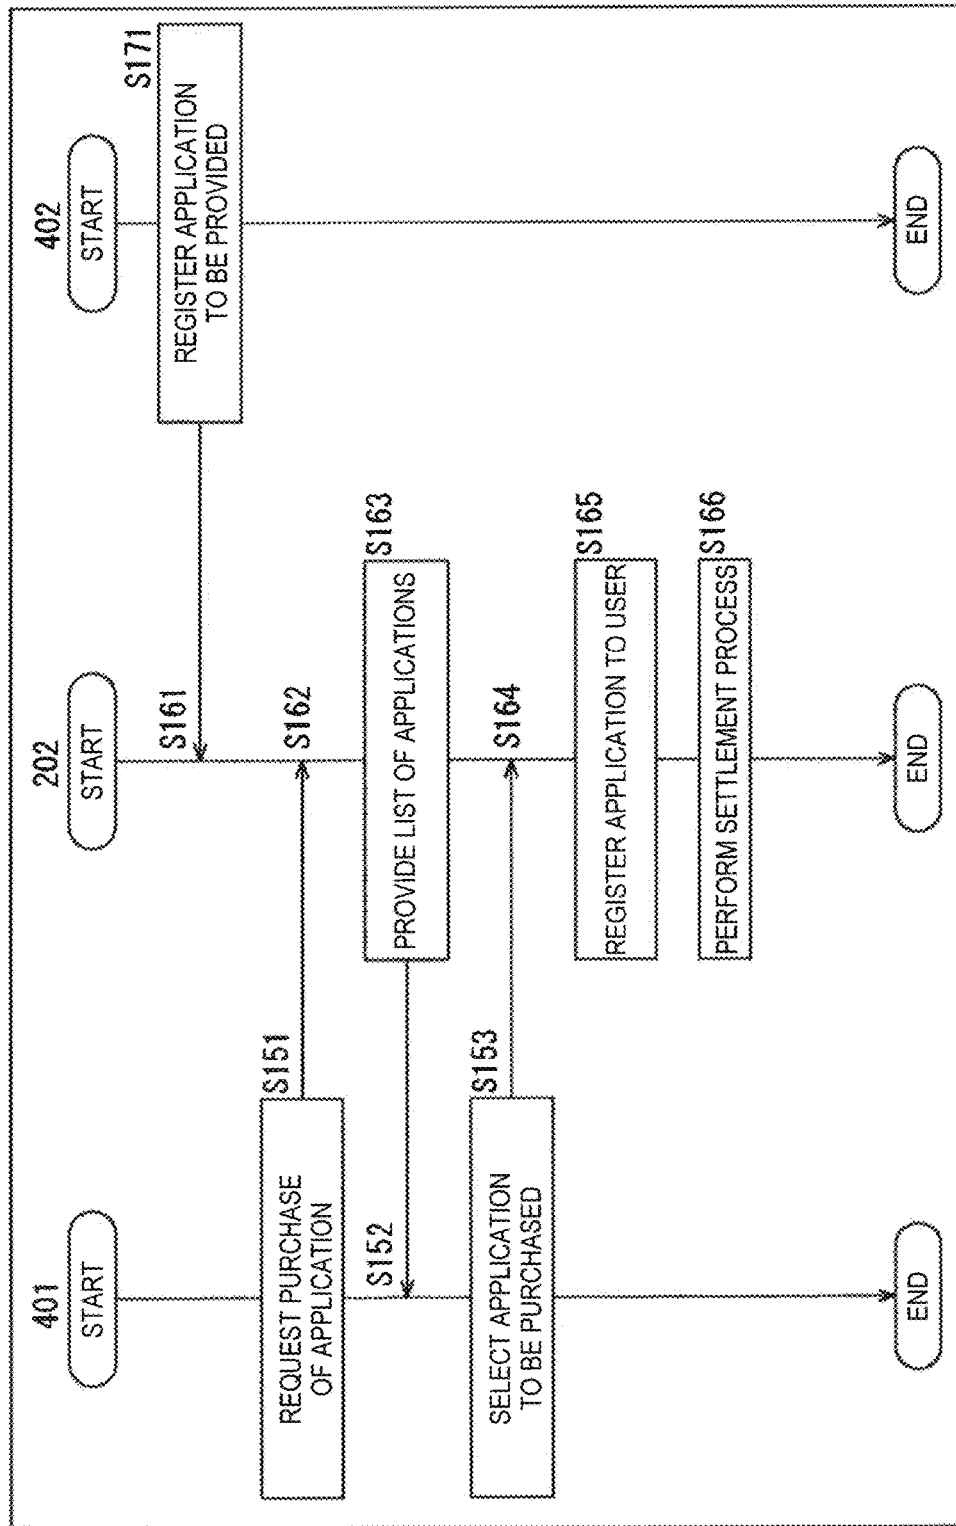 401
START
202
START
402
START
S171
REGISTER APPLICATION
TO BE PROVIDED
S161
S151
REQUEST PURCHASE
OF APPLICATION
S162
S152
S163
PROVIDE LIST OF APPLICATIONS
S153
SELECT APPLICATION
TO BE PURCHASED
S164
S165
REGISTER APPLICATION TO USER
S166
PERFORM SETTLEMENT PROCESS
END
END
END